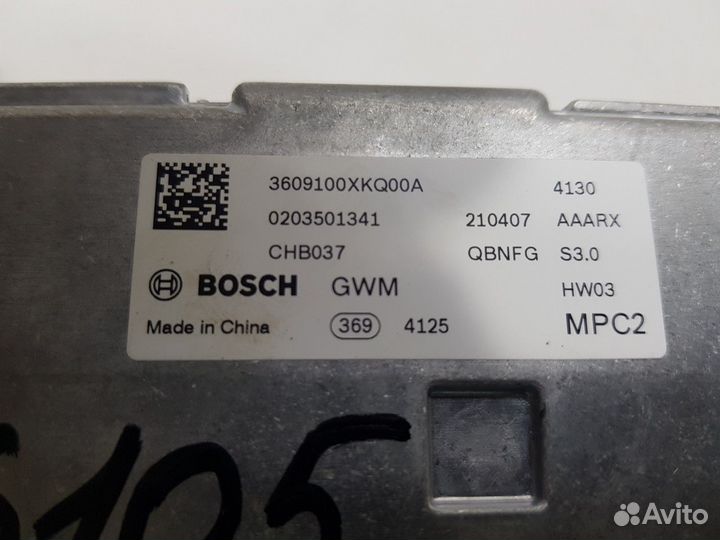 3609100XKQ00A 4130
0203501341 210407 AAARX
CHB037 QBNFG S3.0
BOSCH GWM HW03
Made in China 369 4125 MPC2
Avito